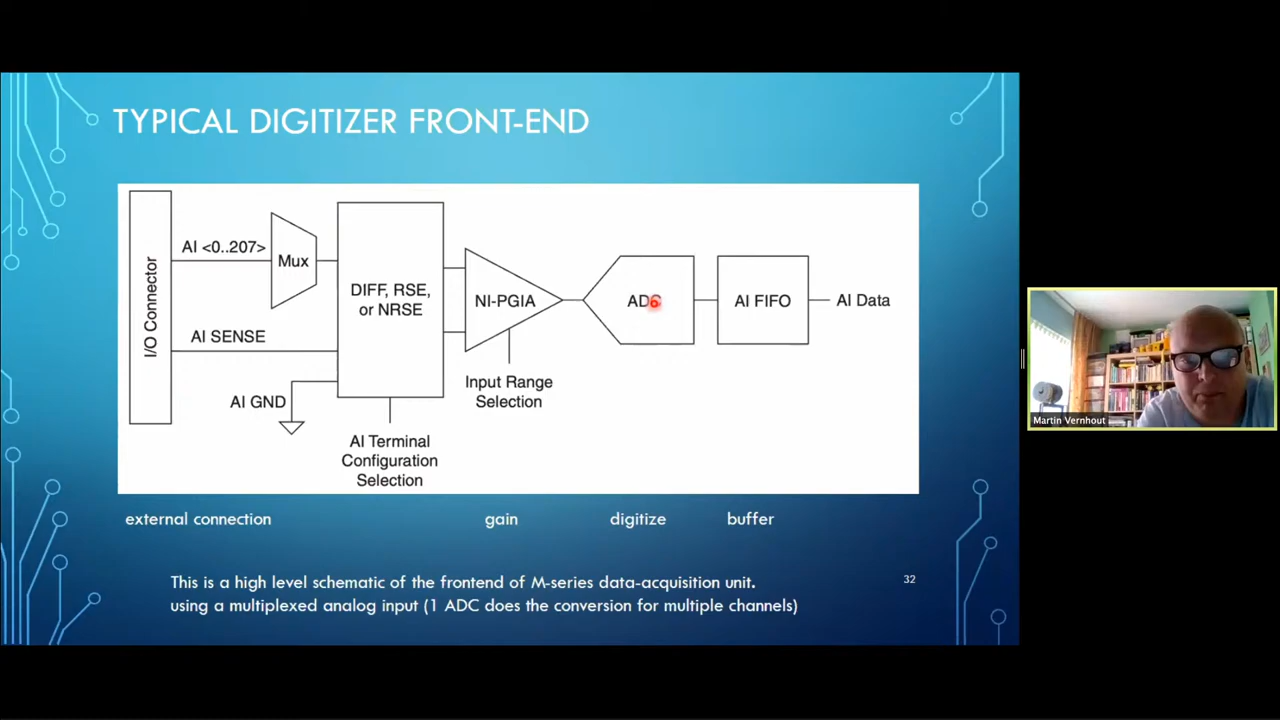 TYPICAL DIGITIZER FRONT-END
I/O Connector
AI <0..207>
Mux
AI SENSE
AI GND
DIFF, RSE,
or NRSE
AI Terminal
Configuration
Selection
NI-PGIA
Input Range
Selection
ADC
AI FIFO
AI Data
external connection
gain
digitize
buffer
This is a high level schematic of the frontend of M-series data-acquisition unit.
using a multiplexed analog input (1 ADC does the conversion for multiple channels)
32
Martin Vernhout